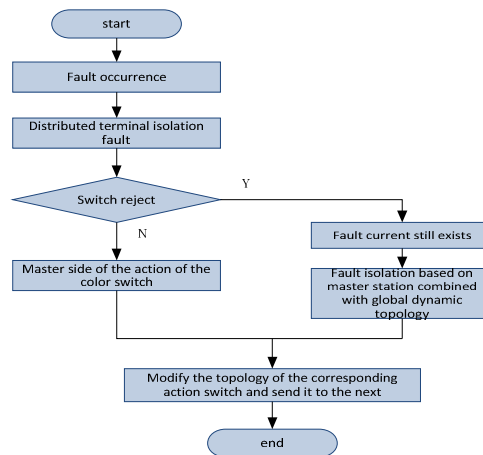 start
Fault occurrence
Distributed terminal isolation
fault
Switch reject
Y
N
Fault current still exists
Master side of the action of the
color switch
Fault isolation based on
master station combined
with global dynamic
topology
Modify the topology of the corresponding
action switch and send it to the next
end